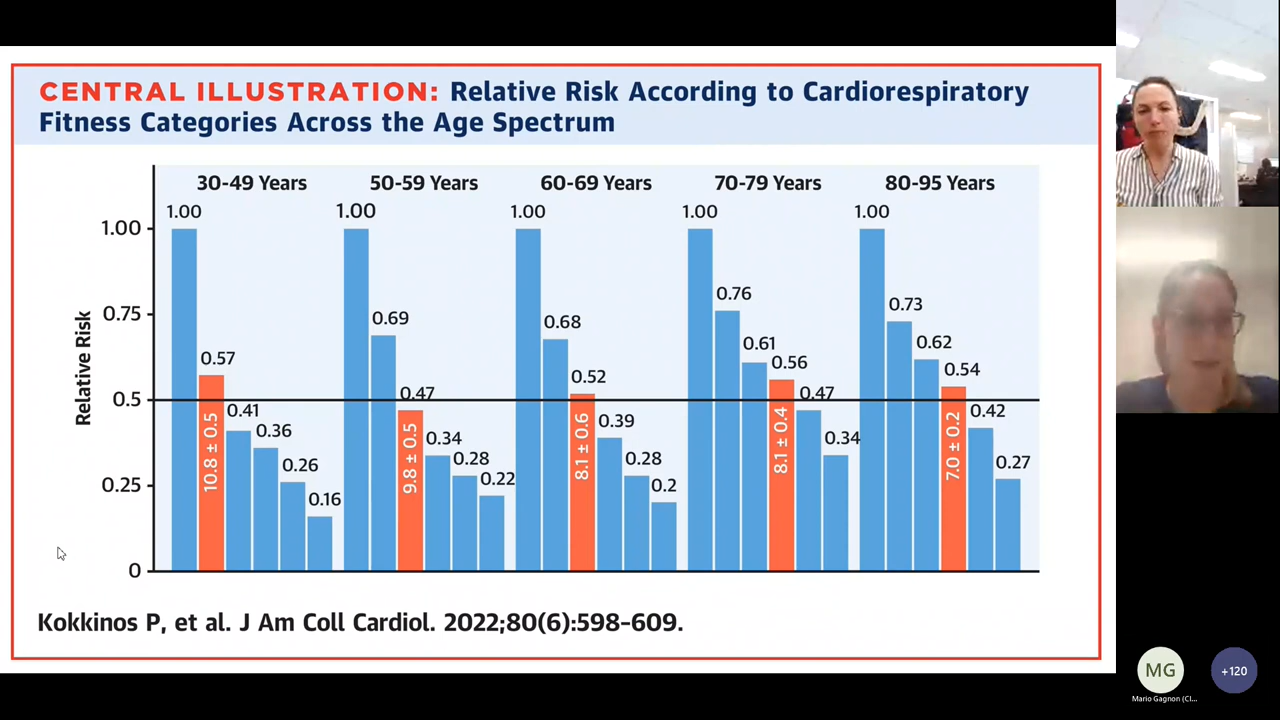 CENTRAL ILLUSTRATION: Relative Risk According to Cardiorespiratory
Fitness Categories Across the Age Spectrum
30-49 Years
50-59 Years
60-69 Years
70-79 Years
80-95 Years
Relative Risk
1.00
0.75
0.5
0.25
0
1.00
0.57
0.41
0.36
0.26
0.16
10.8 ± 0.5
1.00
0.69
0.47
0.34
0.28
0.22
9.8 ± 0.5
1.00
0.68
0.52
0.39
0.28
0.2
8.1 ± 0.6
1.00
0.76
0.61
0.56
0.47
0.34
8.1 ± 0.4
1.00
0.73
0.62
0.54
0.42
0.27
7.0 ± 0.2
Kokkinos P, et al. J Am Coll Cardiol. 2022;80(6):598–609.
MG
+120
Mario Gagnon (CI...